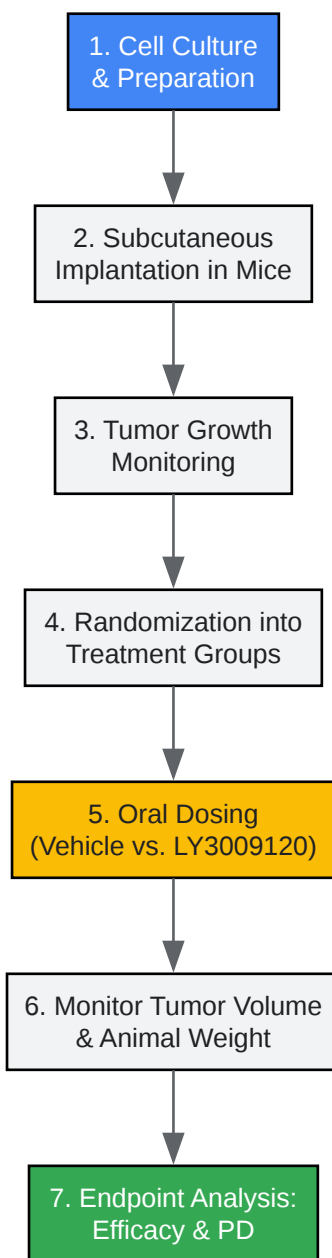 1. Cell Culture
& Preparation
2. Subcutaneous
Implantation in Mice
3. Tumor Growth
Monitoring
4. Randomization into
Treatment Groups
5. Oral Dosing
(Vehicle vs. LY3009120)
6. Monitor Tumor Volume
& Animal Weight
7. Endpoint Analysis:
Efficacy & PD